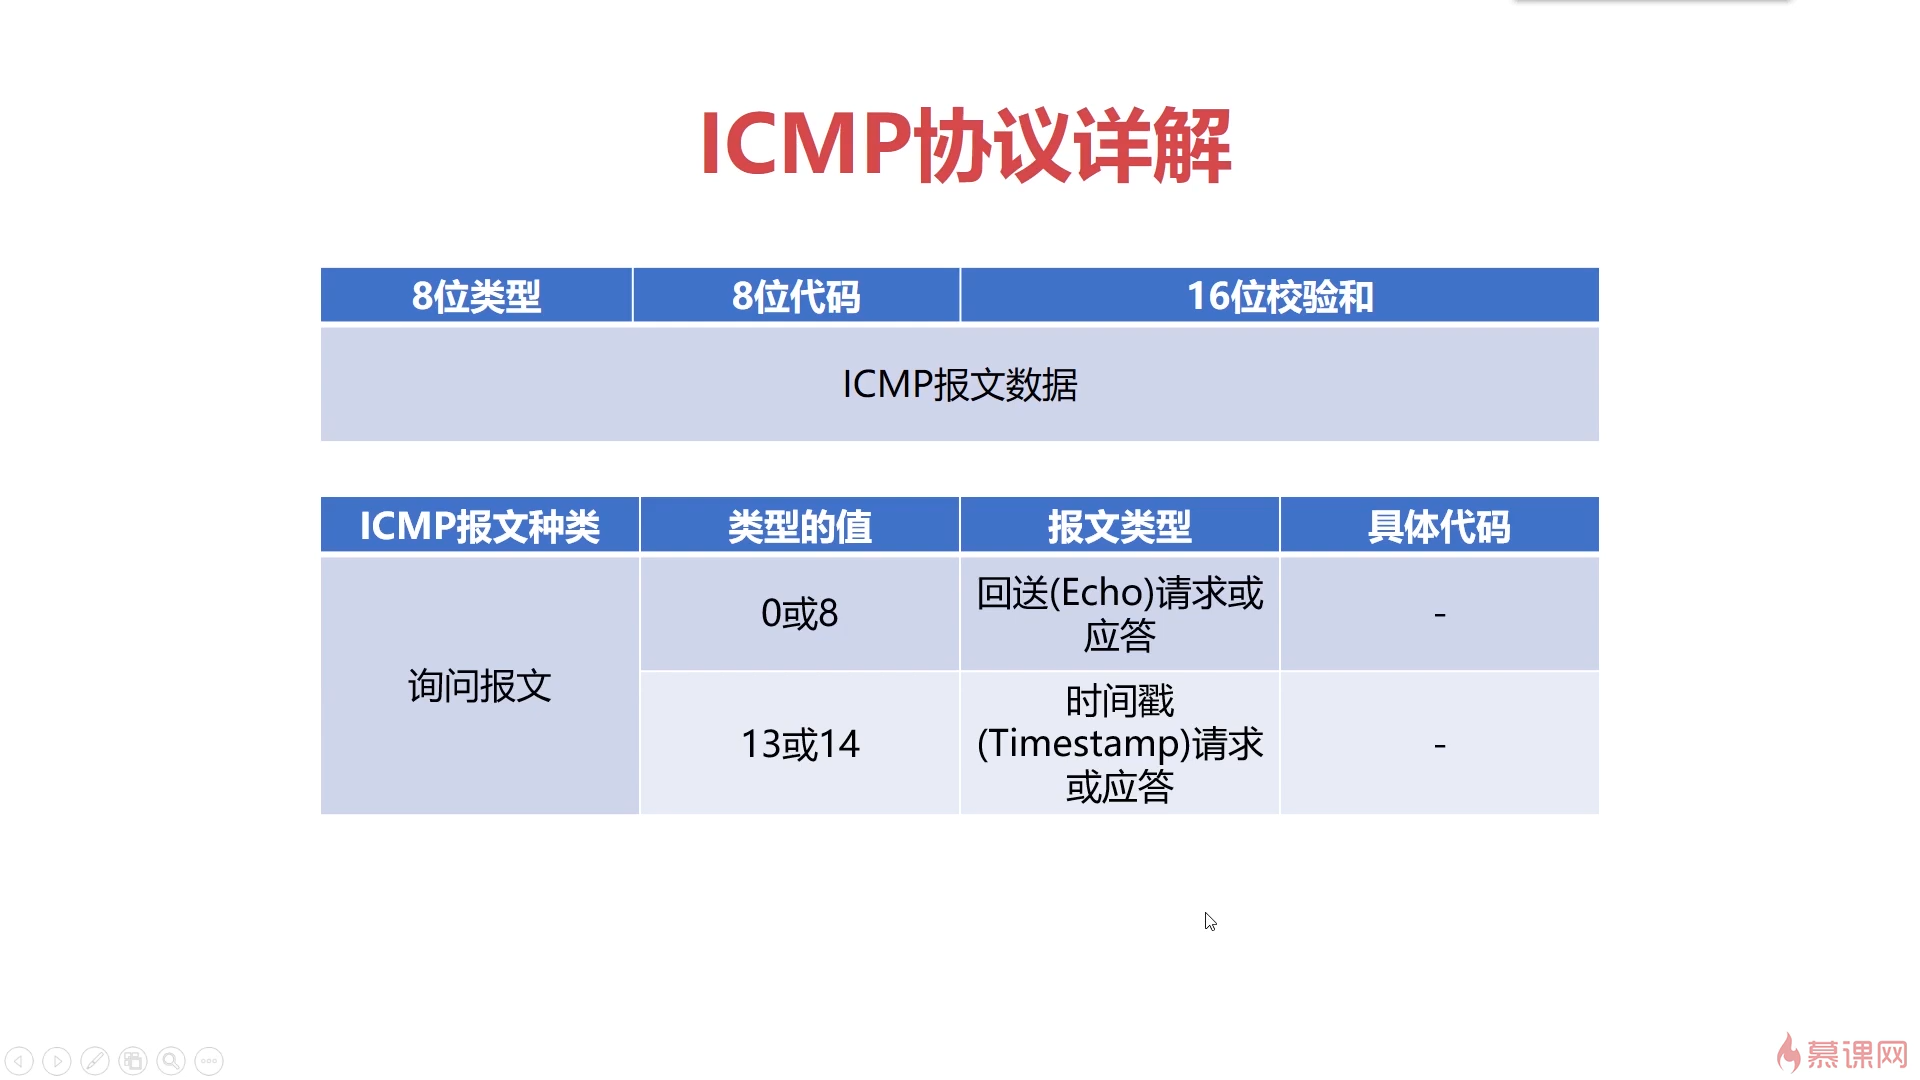 ICMP协议详解
8位类型 8位代码 16位校验和
ICMP报文数据
ICMP报文种类 类型的值 报文类型 具体代码
询问报文
0或8
回送(Echo)请求或
应答
-
13或14
时间戳
(Timestamp)请求
或应答
-
慕课网